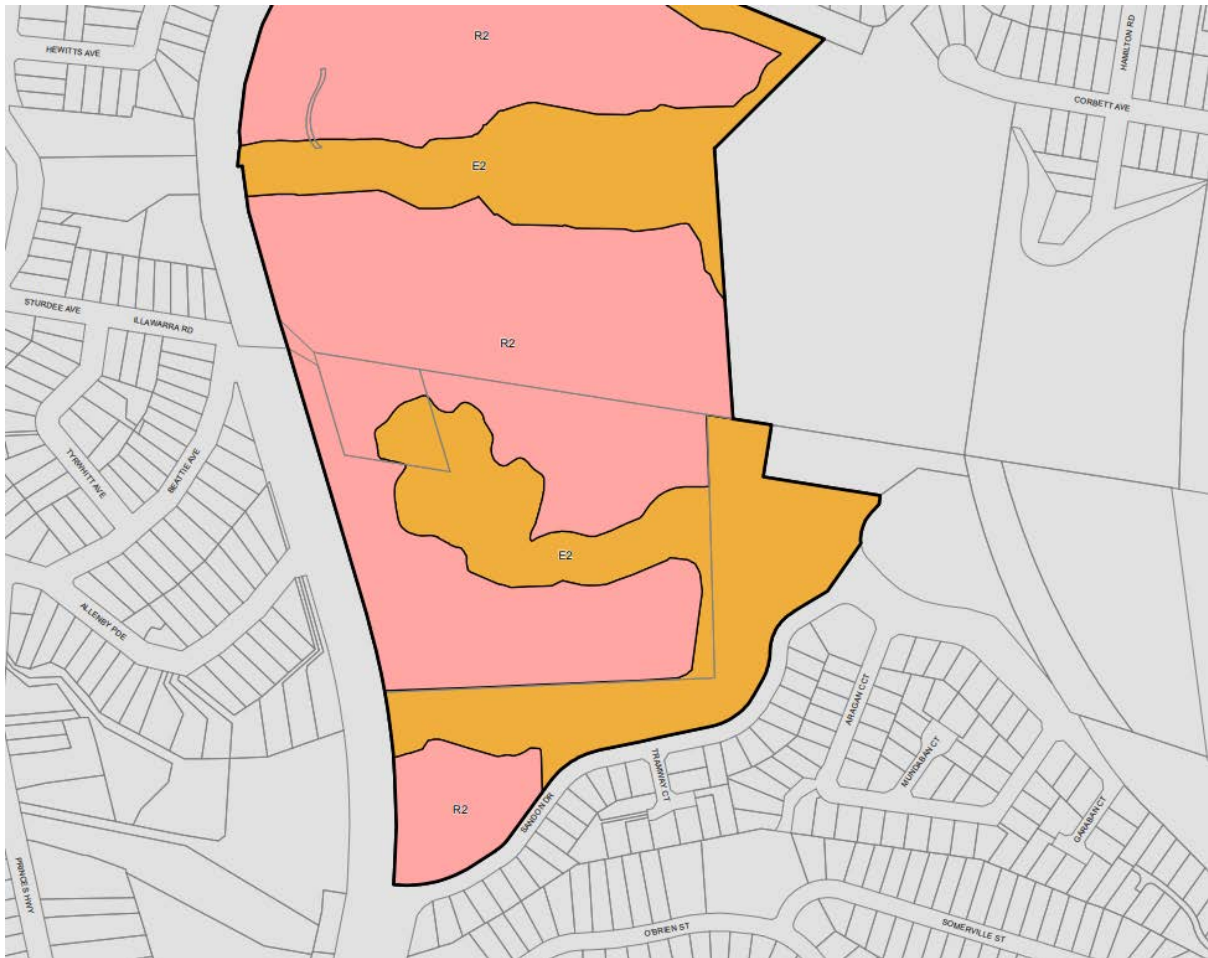 R2
HEWITTS AVE
HAMILTON RD
CORBETT AVE
E2
STURDEE AVE
ILLAWARRA RD
R2
TYRWHITT AVE
BEATTIE AVE
E2
ALLENBY PDE
ARAGAN CCT
MUNDABAN CT
TRAMWAY CT
GARABAN CT
R2
SANDON DR
PRINCES HWY
O'BRIEN ST
SOMERVILLE ST